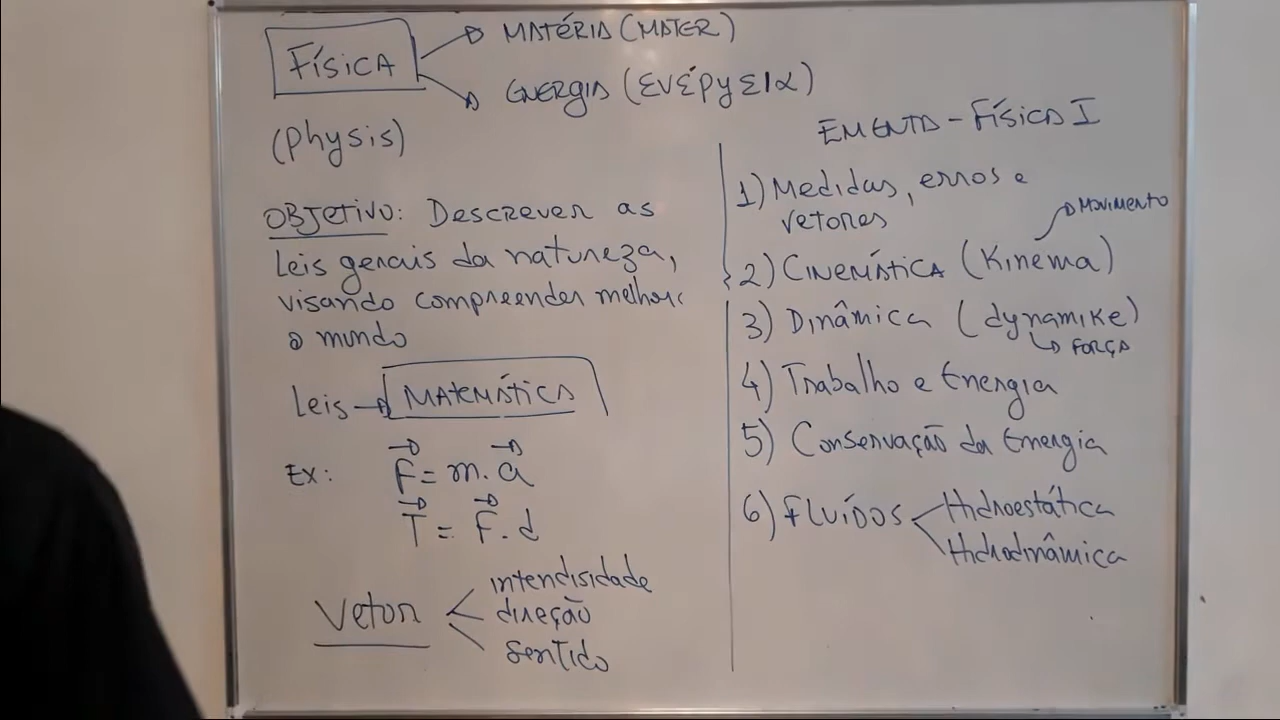 FÍSICA
MATÉRIA (MATER)
ENERGIA (ενέργεια)
(Physis)
OBJETIVO: Descrever as
Leis gerais da natureza,
visando compreender melhor
o mundo
Leis → MATEMÁTICA
Ex: F = m.a
T = F.d
Vetor
intendisidade
direção
sentido
EMENTA - FÍSICA I
1) Medidas, erros e
vetores
MOVIMENTO
2) CINEMÁTICA (Kinema)
3) Dinâmica (dynamike)
FORÇA
4) Trabalho e Energia
5) Conservação da Energia
6) FLUÍDOS
Hidroestática
Hidrodinâmica